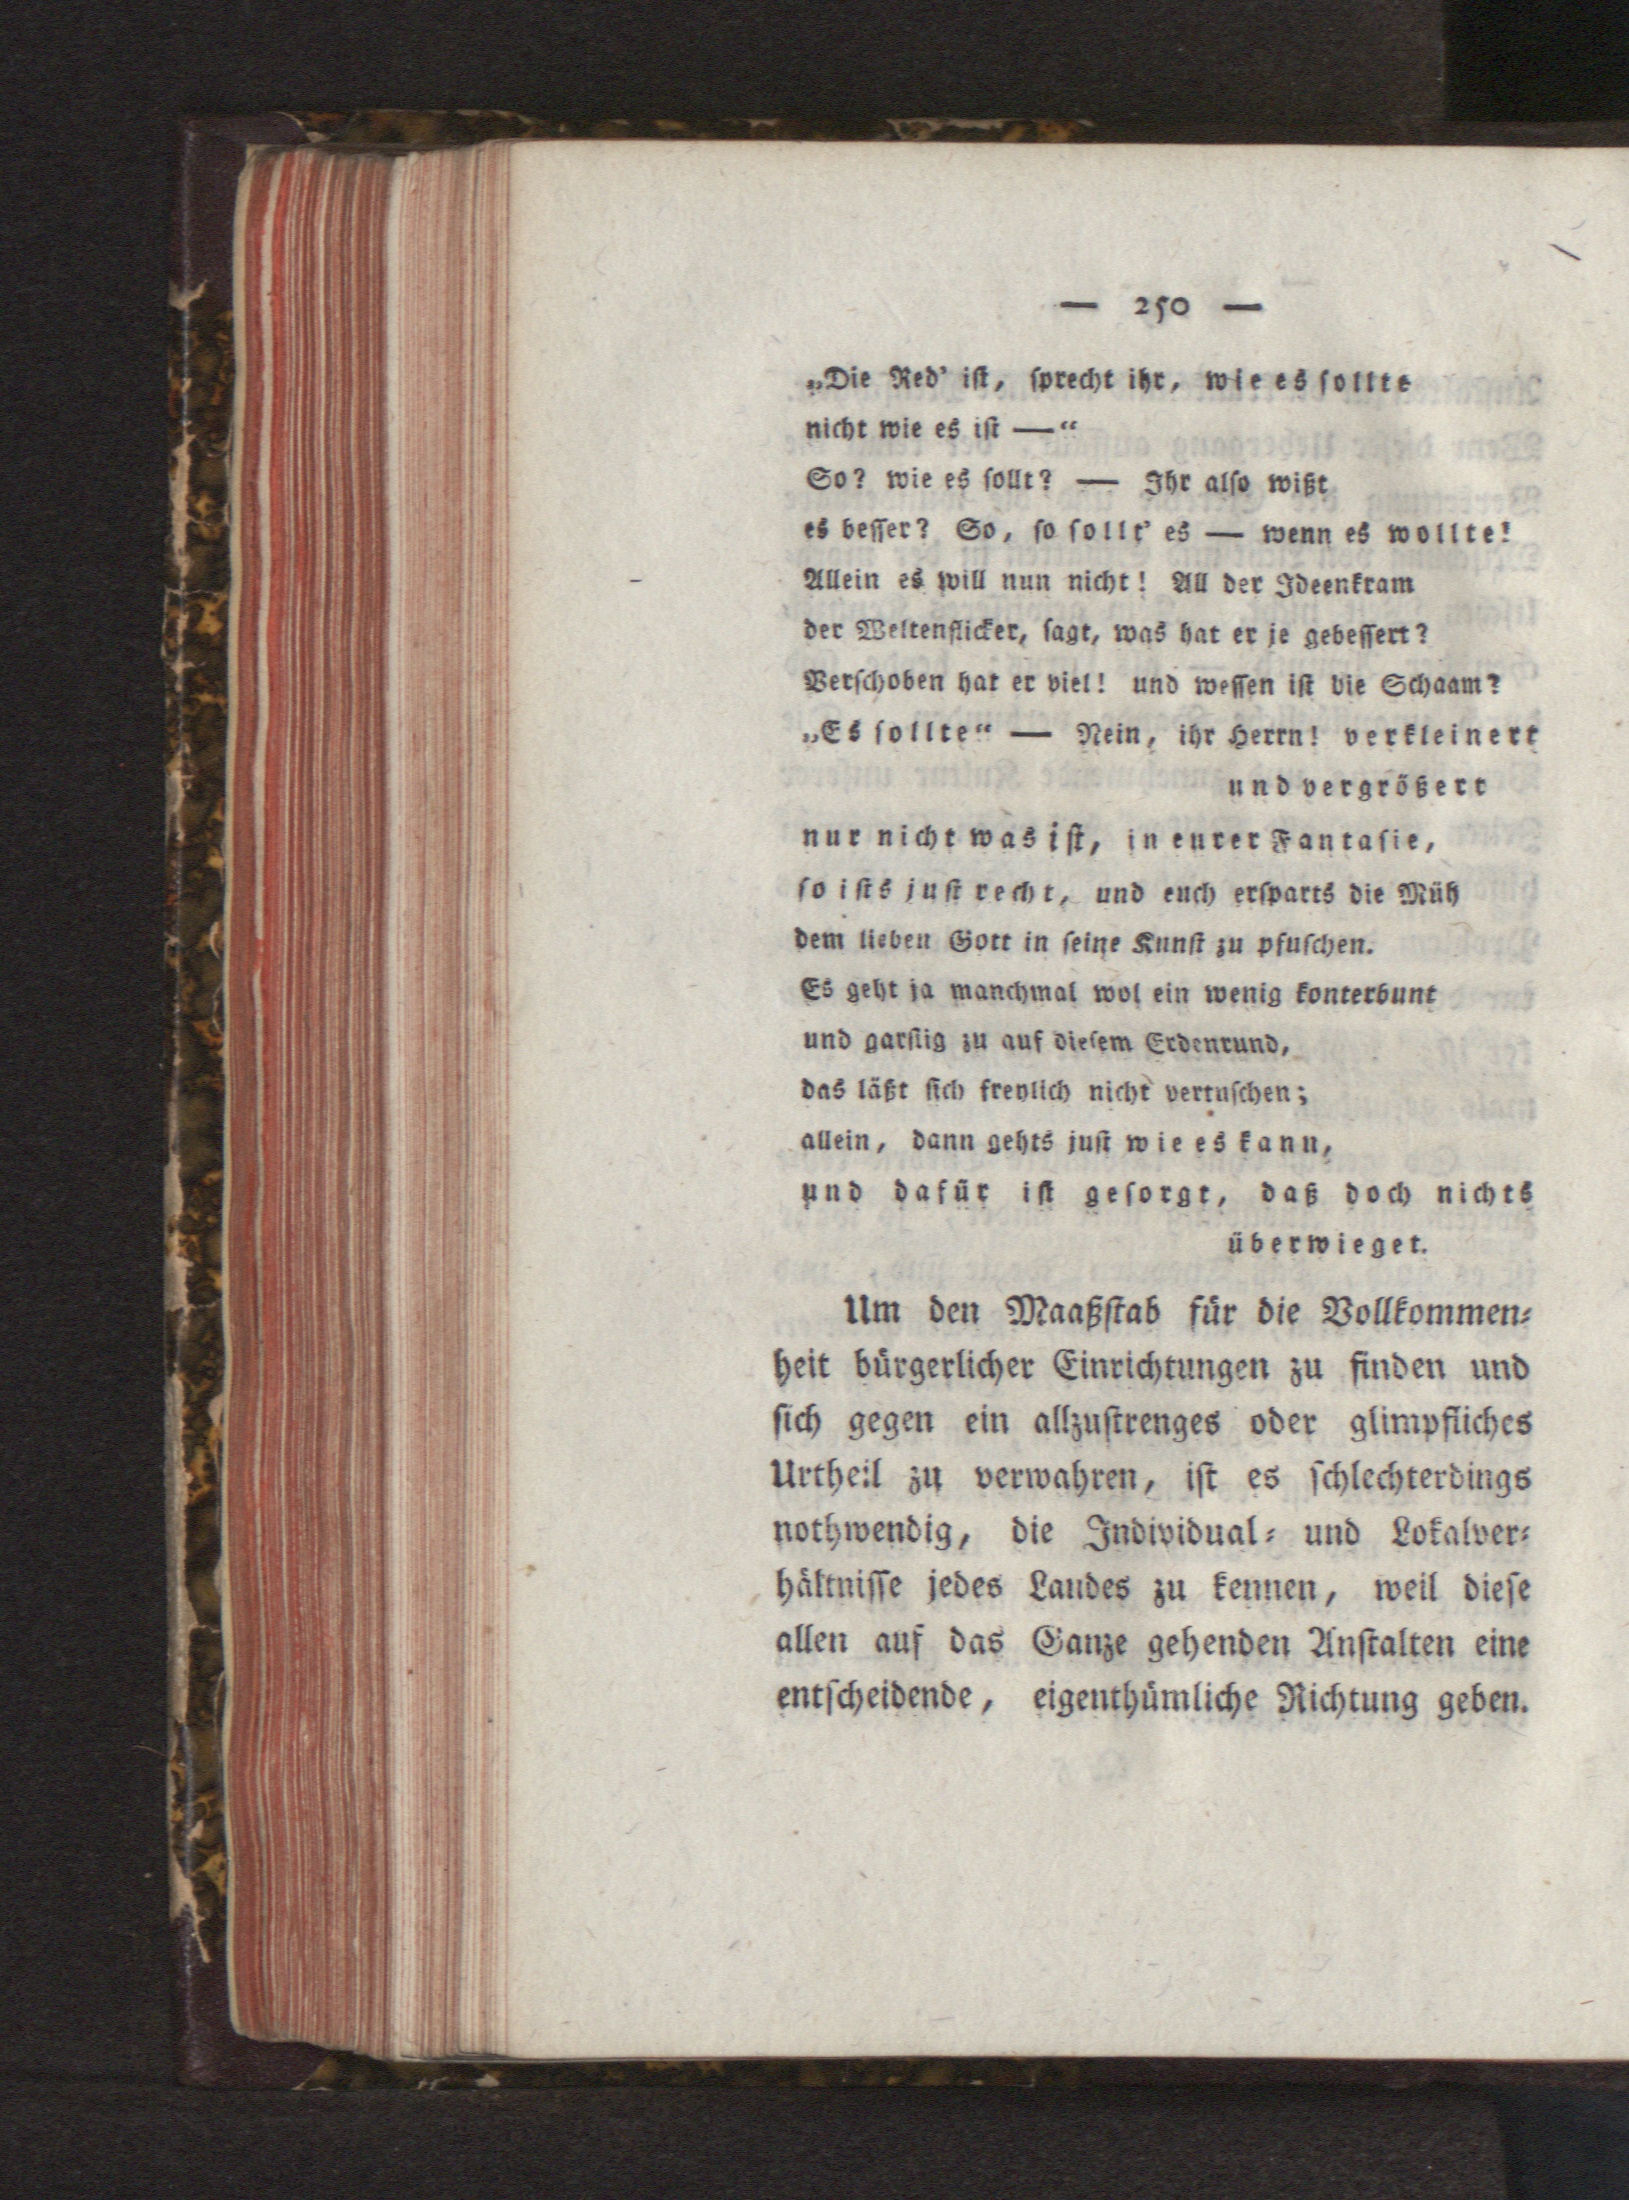 — 250 —
„Die Red' ist, sprecht ihr, wie es sollte
nicht wie es ist —“
So? wie es sollt? — Ihr also wißt
es besser? So, so sollt' es — wenn es wollte!
Allein es will nun nicht! All der Ideenkram
der Weltenflicker, sagt, was hat er je gebessert?
Verschoben hat er viel! und wessen ist die Schaam?
„Es sollte“ — Nein, ihr Herrn! verkleinert
und vergrößert
nur nicht was ist, in eurer Fantasie,
so ists just recht, und euch ersparts die Müh
dem lieben Gott in seine Kunst zu pfuschen.
Es geht ja manchmal wol ein wenig konterbunt
und garstig zu auf diesem Erdenrund,
das läßt sich freylich nicht vertuschen;
allein, dann gehts just wie es kann,
und dafür ist gesorgt, daß doch nichts
überwieget.
Um den Maaßstab für die Vollkommen-
heit bürgerlicher Einrichtungen zu finden und
sich gegen ein allzustrenges oder glimpfliches
Urtheil zu verwahren, ist es schlechterdings
nothwendig, die Individual- und Lokalver-
hältnisse jedes Landes zu kennen, weil diese
allen auf das Ganze gehenden Anstalten eine
entscheidende, eigenthümliche Richtung geben.